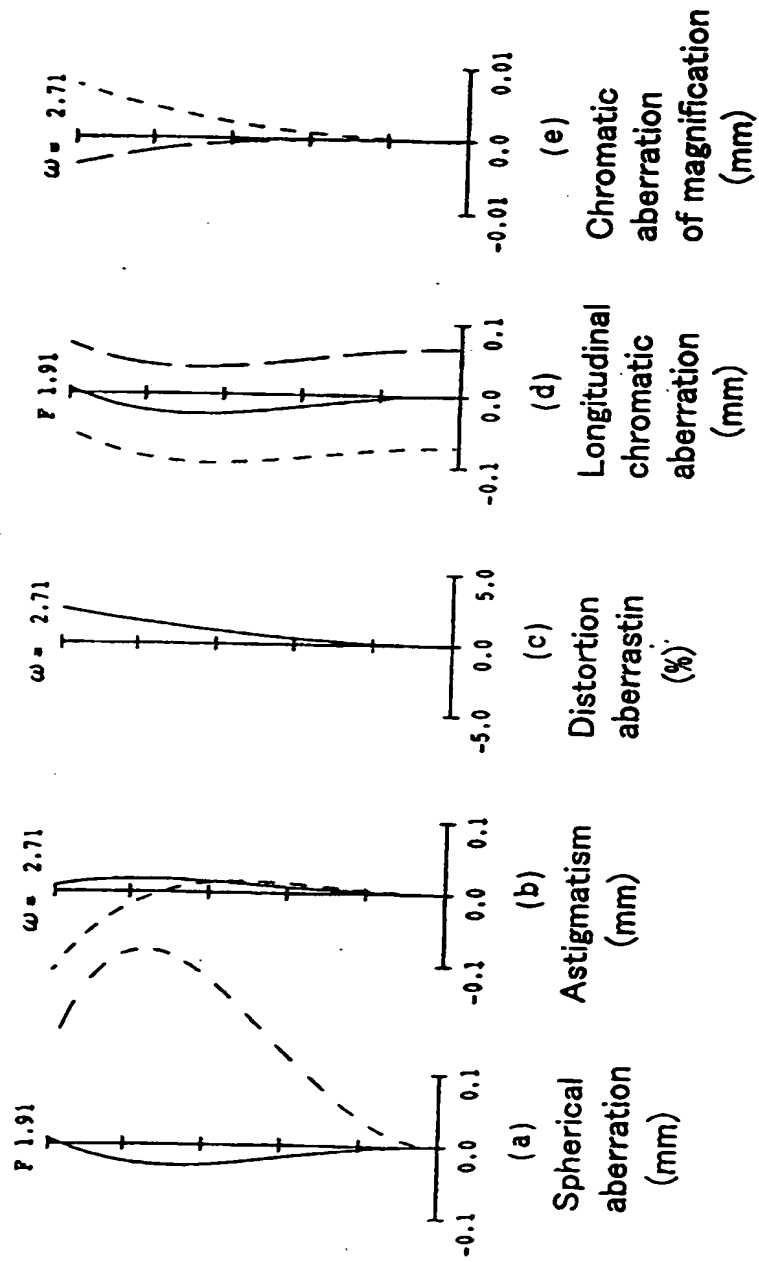 F 1.91
-0.1 0.0 0.1
(a)
Spherical
aberration
(mm)
ω= 2.71
-0.1 0.0 0.1
(b)
Astigmatism
(mm)
ω= 2.71
-5.0 0.0 5.0
(c)
Distortion
aberrastin
(%)
F 1.91
-0.1 0.0 0.1
(d)
Longitudinal
chromatic
aberration
(mm)
ω= 2.71
-0.01 0.0 0.01
(e)
Chromatic
aberration
of magnification
(mm)